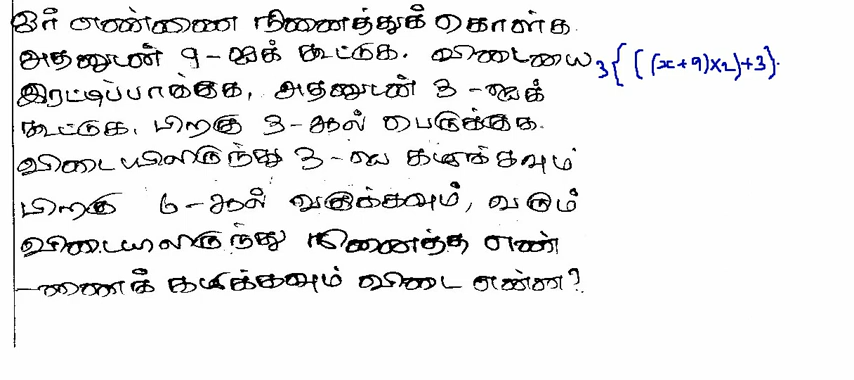 ஓர் எண்ணை நினைத்துக் கொள்க
அதனுடன் 9-ஐக் கூட்டுக. விடையை 3{((x+9)x2)+3}.
இரட்டிப்பாக்குக, அதனுடன் 3-ஐக்
கூட்டுக. பிறகு 3-ஆல் பெருக்குக.
விடையிலிருந்து 3-ஐ கழிக்கவும்
பிறகு 6-ஆல் வகுக்கவும், வரும்
விடையிலிருந்து நினைத்த எண்
-ணைக் கழிக்கவும் விடை என்ன?